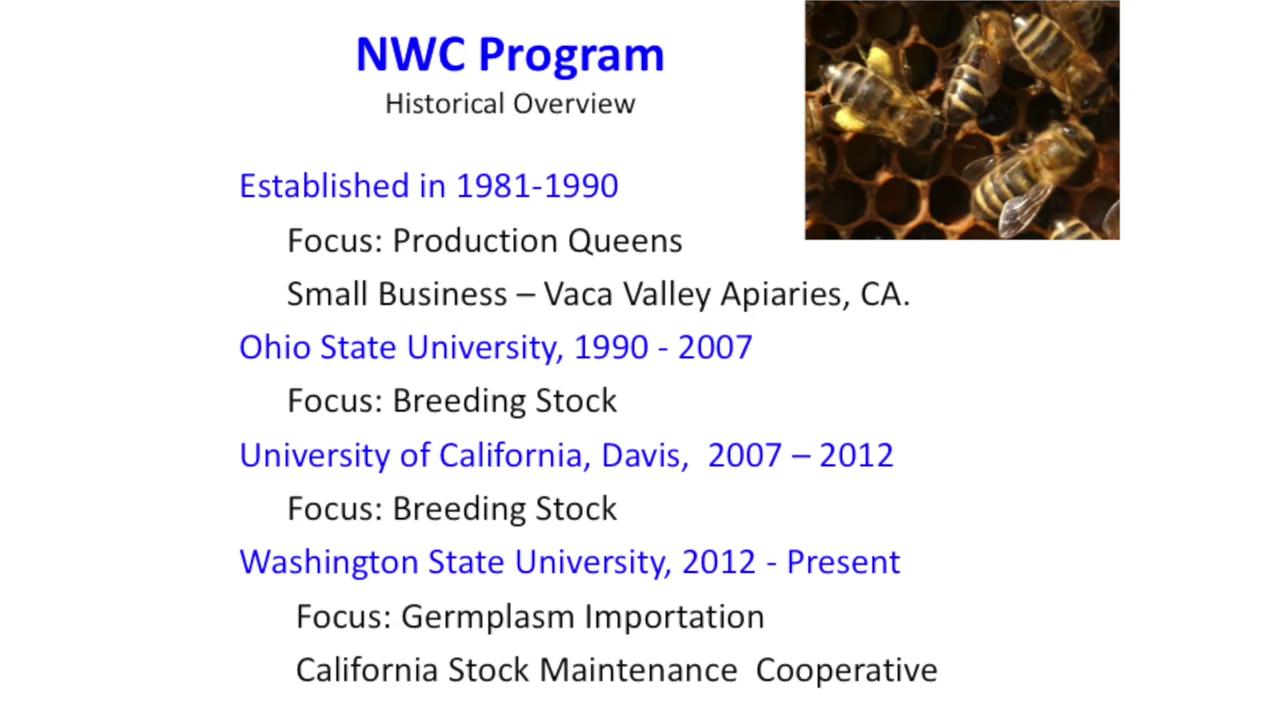 NWC Program
Historical Overview
Established in 1981-1990
Focus: Production Queens
Small Business – Vaca Valley Apiaries, CA.
Ohio State University, 1990 - 2007
Focus: Breeding Stock
University of California, Davis,  2007 – 2012
Focus: Breeding Stock
Washington State University, 2012 - Present
Focus: Germplasm Importation
California Stock Maintenance  Cooperative